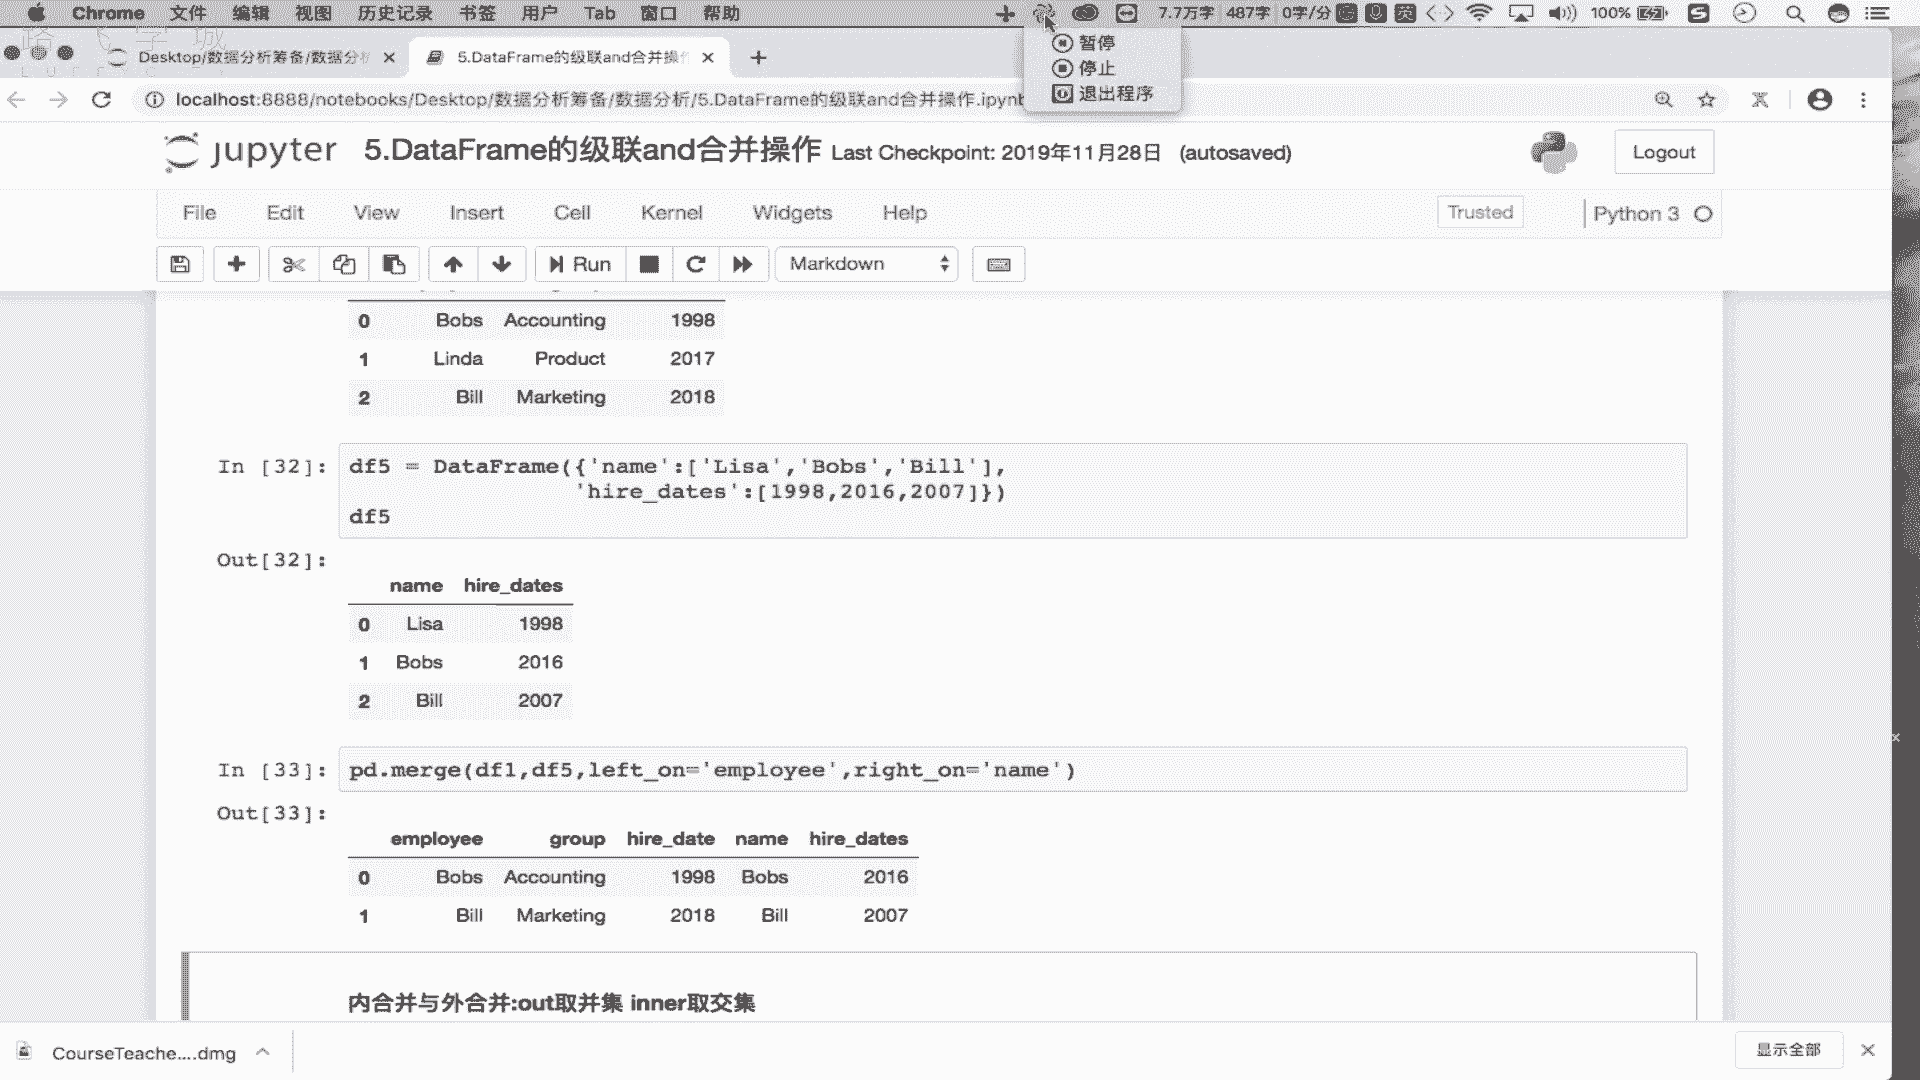 Chrome 文件 编辑 视图 历史记录 书签 用户 Tab 窗口 帮助 7.7万字 487字 0字/分 英 100%
暂停
停止
退出程序
Desktop/数据分析筹备/数据分析
5.DataFrame的级联and合并操
localhost:8888/notebooks/Desktop/数据分析筹备/数据分析/5.DataFrame的级联and合并操作.ipynb
jupyter 5.DataFrame的级联and合并操作 Last Checkpoint: 2019年11月28日 (autosaved) Logout
File Edit View Insert Cell Kernel Widgets Help Trusted Python 3
Run Markdown
0 Bobs Accounting 1998
1 Linda Product 2017
2 Bill Marketing 2018
In [32]: df5 = DataFrame({'name':['Lisa','Bobs','Bill'],
'hire_dates':[1998,2016,2007]})
df5
Out[32]:
name hire_dates
0 Lisa 1998
1 Bobs 2016
2 Bill 2007
In [33]: pd.merge(df1,df5,left_on='employee',right_on='name')
Out[33]:
employee group hire_date name hire_dates
0 Bobs Accounting 1998 Bobs 2016
1 Bill Marketing 2018 Bill 2007
内合并与外合并:out取并集 inner取交集
CourseTeache....dmg 显示全部